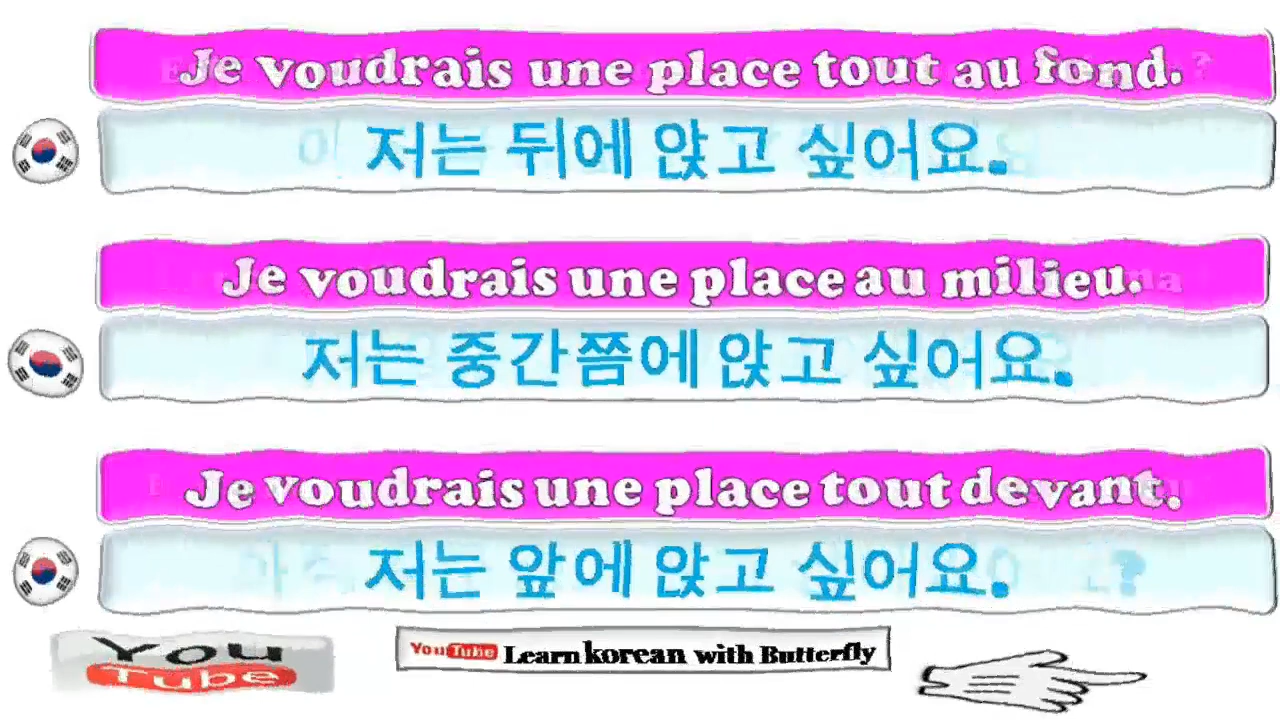 Je voudrais une place tout au fond.
저는 뒤에 앉고 싶어요.
Je voudrais une place au milieu.
저는 중간쯤에 앉고 싶어요.
Je voudrais une place tout devant.
저는 앞에 앉고 싶어요.
YouTube
YouTube Learn korean with Butterfly